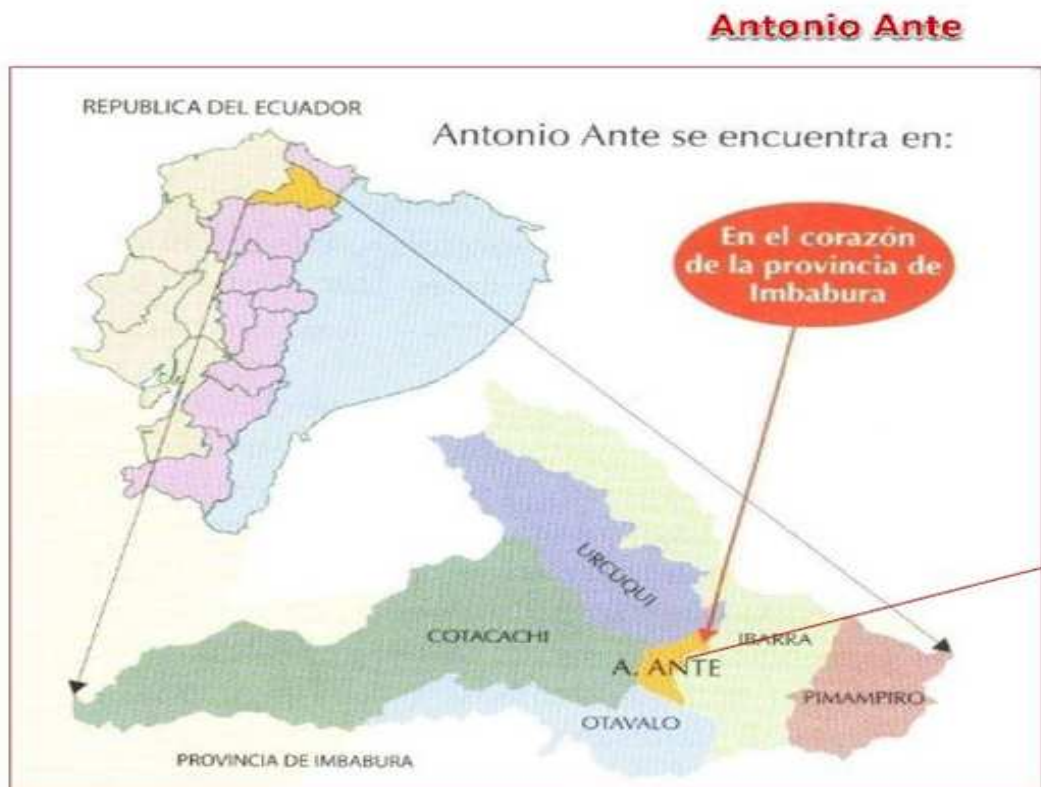 Antonio Ante
REPUBLICA DEL ECUADOR
Antonio Ante se encuentra en:
En el corazón
de la provincia de
Imbabura
URCUQUI
COTACACHI
IBARRA
A. ANTE
PIMAMPIRO
OTAVALO
PROVINCIA DE IMBABURA